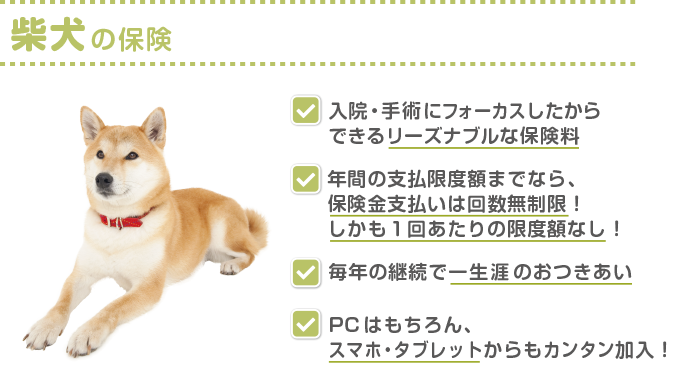 柴犬の保険
入院・手術にフォーカスしたから
できるリーズナブルな保険料
年間の支払限度額までなら、
保険金支払いは回数無制限！
しかも1回あたりの限度額なし！
毎年の継続で一生涯のおつきあい
PCはもちろん、
スマホ・タブレットからもカンタン加入！